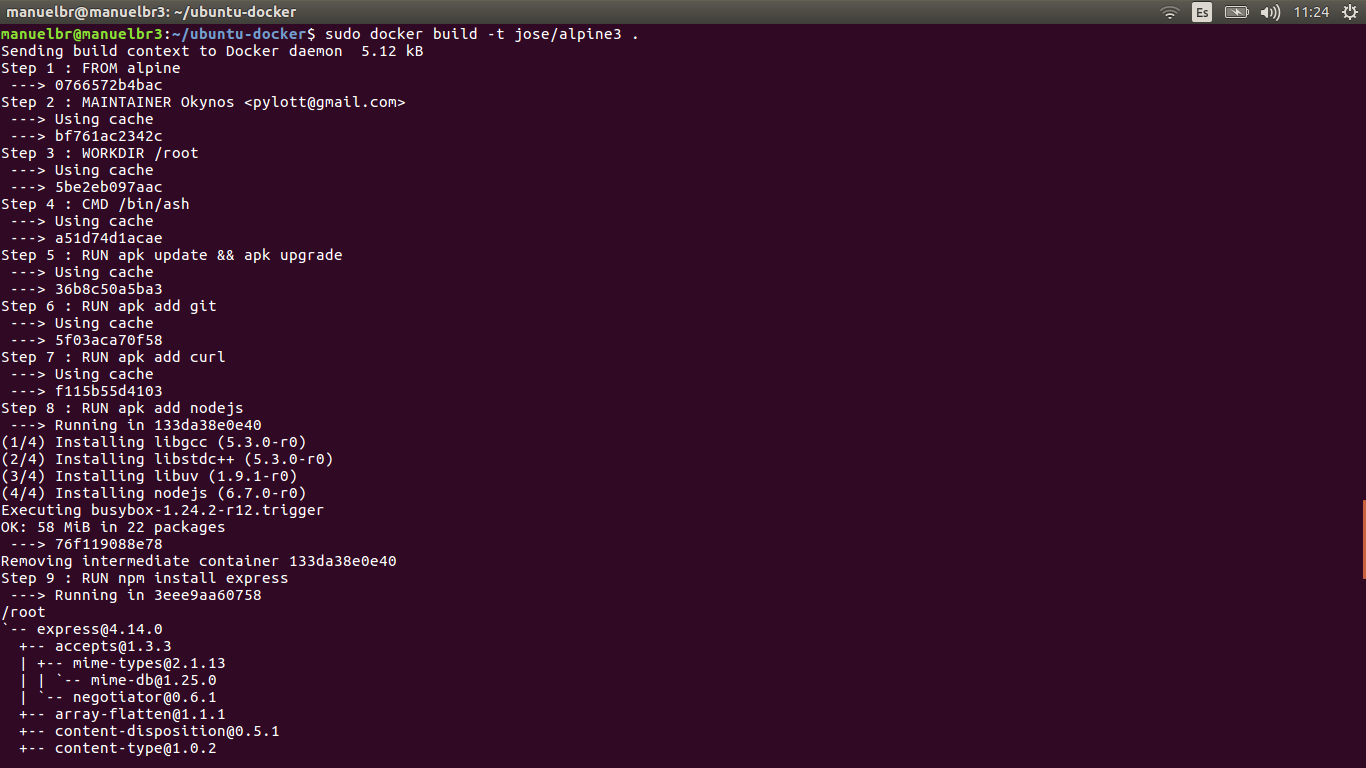 manuelbr@manuelbr3: ~/ubuntu-docker
Es
11:24
manuelbr@manuelbr3:~/ubuntu-docker$ sudo docker build -t jose/alpine3 .
Sending build context to Docker daemon  5.12 kB
Step 1 : FROM alpine
 ---> 0766572b4bac
Step 2 : MAINTAINER Okynos <pylott@gmail.com>
 ---> Using cache
 ---> bf761ac2342c
Step 3 : WORKDIR /root
 ---> Using cache
 ---> 5be2eb097aac
Step 4 : CMD /bin/ash
 ---> Using cache
 ---> a51d74d1acae
Step 5 : RUN apk update && apk upgrade
 ---> Using cache
 ---> 36b8c50a5ba3
Step 6 : RUN apk add git
 ---> Using cache
 ---> 5f03aca70f58
Step 7 : RUN apk add curl
 ---> Using cache
 ---> f115b55d4103
Step 8 : RUN apk add nodejs
 ---> Running in 133da38e0e40
(1/4) Installing libgcc (5.3.0-r0)
(2/4) Installing libstdc++ (5.3.0-r0)
(3/4) Installing libuv (1.9.1-r0)
(4/4) Installing nodejs (6.7.0-r0)
Executing busybox-1.24.2-r12.trigger
OK: 58 MiB in 22 packages
 ---> 76f119088e78
Removing intermediate container 133da38e0e40
Step 9 : RUN npm install express
 ---> Running in 3eee9aa60758
/root
`-- express@4.14.0
  +-- accepts@1.3.3
  | +-- mime-types@2.1.13
  | | `-- mime-db@1.25.0
  | `-- negotiator@0.6.1
  +-- array-flatten@1.1.1
  +-- content-disposition@0.5.1
  +-- content-type@1.0.2